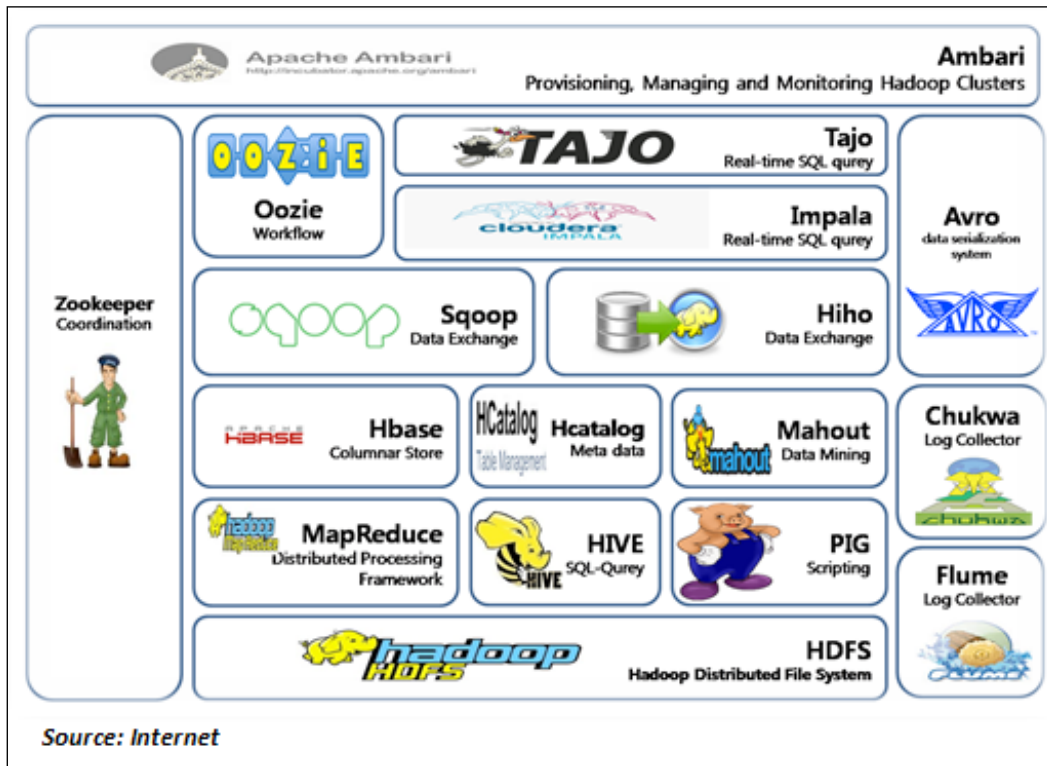 Apache Ambari
http://incubator.apache.org/ambari
Ambari
Provisioning, Managing and Monitoring Hadoop Clusters
Zookeeper
Coordination
OOZiE
Oozie
Workflow
TAJO
Tajo
Real-time SQL qurey
cloudera
IMPALA
Impala
Real-time SQL qurey
Avro
data serialization
system
AVRO
sqoop
Sqoop
Data Exchange
Hiho
Data Exchange
APACHE
HBASE
Hbase
Columnar Store
HCatalog
Table Management
Hcatalog
Meta data
mahout
Mahout
Data Mining
Chukwa
Log Collector
chukwa
hadoop
MapReduce
MapReduce
Distributed Processing
Framework
HIVE
HIVE
SQL-Qurey
PIG
Scripting
Flume
Log Collector
FLUME
hadoop
HDFS
HDFS
Hadoop Distributed File System
Source: Internet